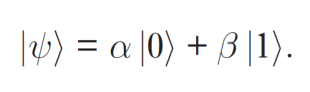 |ψ⟩ = α |0⟩ + β |1⟩.